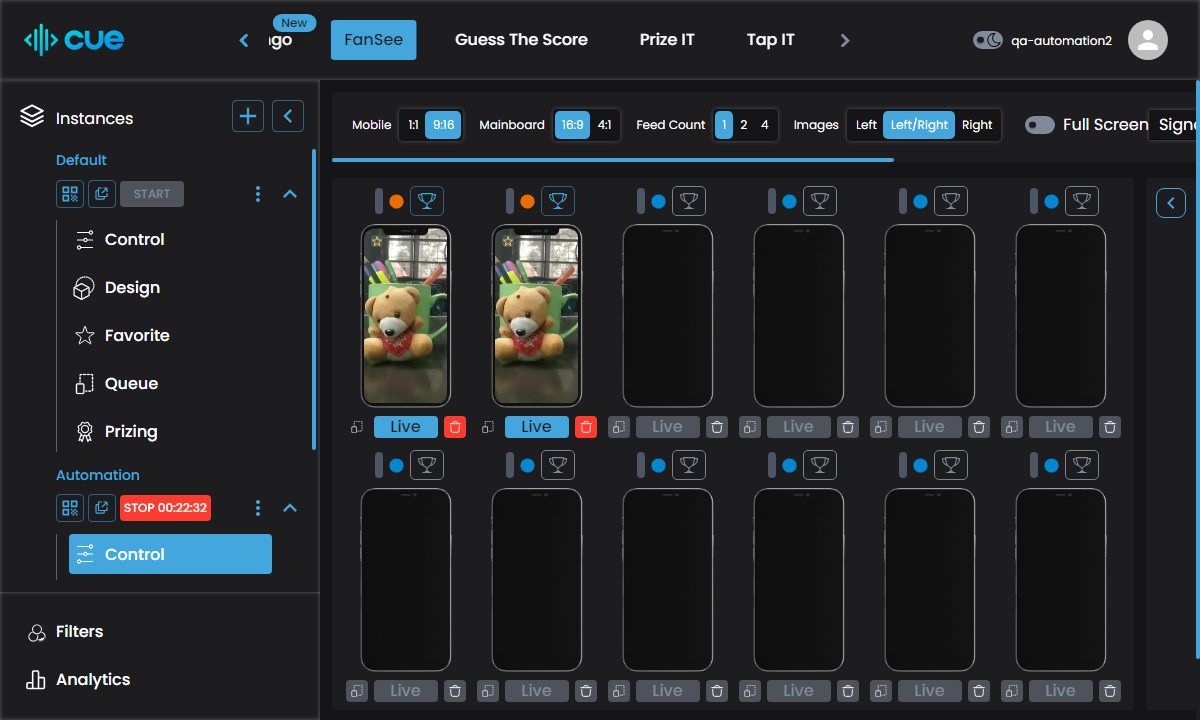 cue
New
ngo
FanSee
Guess The Score
Prize IT
Tap IT
qa-automation2
Instances
Mobile 1:1 9:16 Mainboard 16:9 4:1 Feed Count 1 2 4 Images Left Left/Right Right Full Screen
Default
START
Control
Design
Favorite
Queue
Prizing
Automation
STOP 00:22:32
Control
Filters
Analytics
Live Live Live Live Live Live
Live Live Live Live Live Live